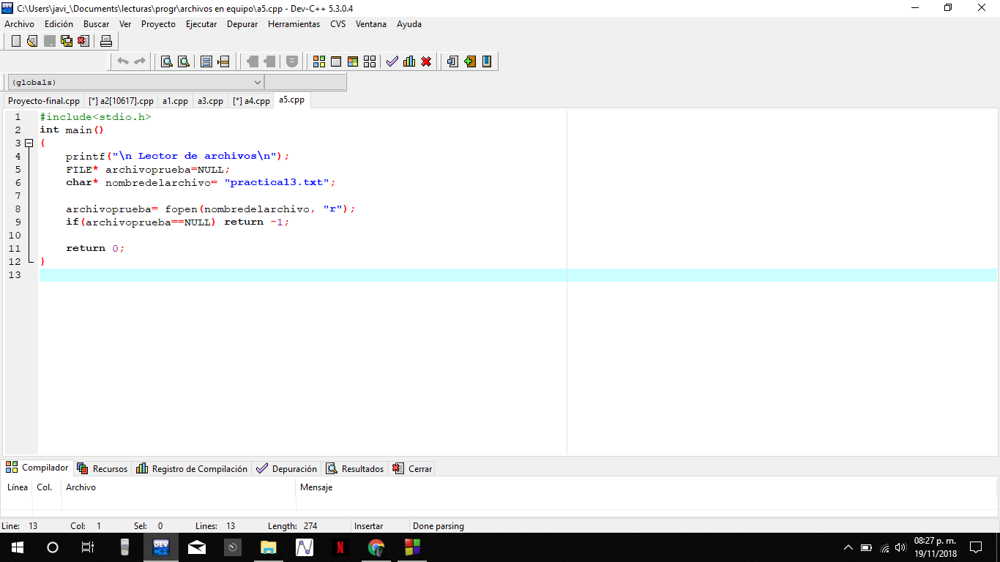 C:\Users\javi_\Documents\lecturas\progr\archivos en equipo\a5.cpp - Dev-C++ 5.3.0.4
Archivo Edición Buscar Ver Proyecto Ejecutar Depurar Herramientas CVS Ventana Ayuda
(globals)
Proyecto-final.cpp [*] a2[10617].cpp a1.cpp a3.cpp [*] a4.cpp a5.cpp
1 #include<stdio.h>
2 int main()
3 {
4 printf("\n Lector de archivos\n");
5 FILE* archivoprueba=NULL;
6 char* nombredelarchivo= "practica13.txt";
7
8 archivoprueba= fopen(nombredelarchivo, "r");
9 if(archivoprueba==NULL) return -1;
10
11 return 0;
12 }
13
Compilador Recursos Registro de Compilación Depuración Resultados Cerrar
Línea Col. Archivo Mensaje
Line: 13 Col: 1 Sel: 0 Lines: 13 Length: 274 Insertar Done parsing
DEV
08:27 p. m.
19/11/2018